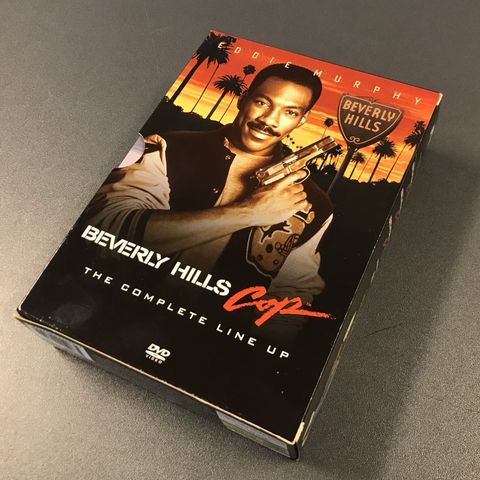 EDDIE MURPHY
BEVERLY
HILLS
BEVERLY HILLS
Cop
THE COMPLETE LINE UP
DVD
VIDEO